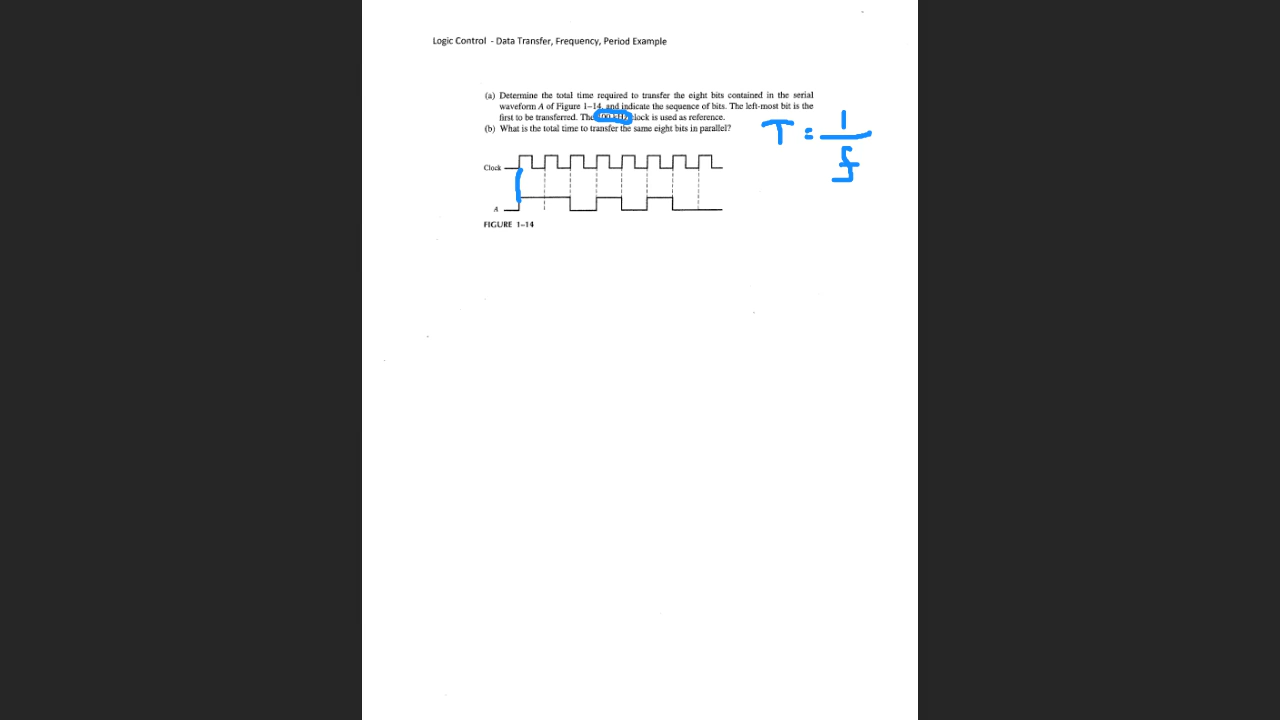 Logic Control - Data Transfer, Frequency, Period Example
(a) Determine the total time required to transfer the eight bits contained in the serial
waveform A of Figure 1–14, and indicate the sequence of bits. The left-most bit is the
first to be transferred. The clock is used as reference.
(b) What is the total time to transfer the same eight bits in parallel?
T = 1
f
Clock
A
FIGURE 1–14